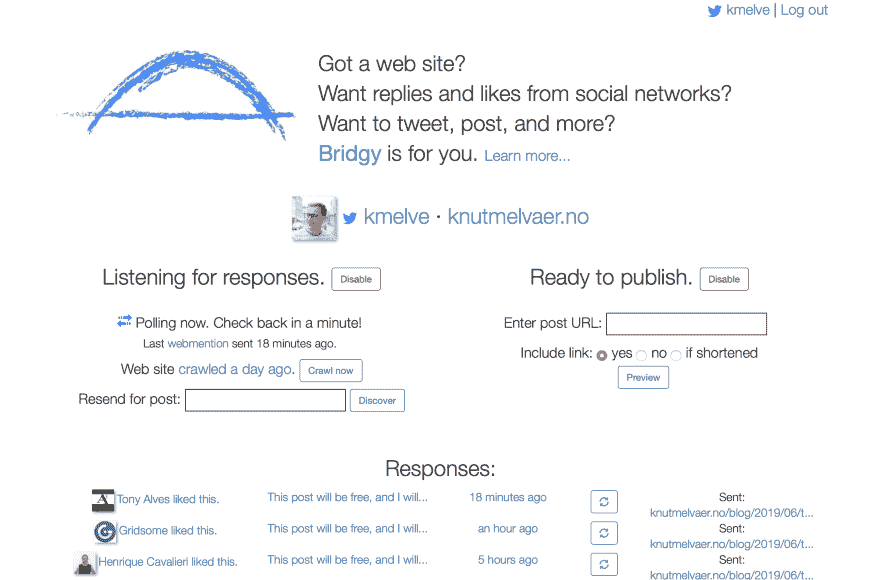 kmelve | Log out
Got a web site?
Want replies and likes from social networks?
Want to tweet, post, and more?
Bridgy is for you. Learn more...
kmelve · knutmelvaer.no
Listening for responses. Disable
Polling now. Check back in a minute!
Last webmention sent 18 minutes ago.
Web site crawled a day ago. Crawl now
Resend for post: Discover
Ready to publish. Disable
Enter post URL:
Include link: yes no if shortened
Preview
Responses:
Tony Alves liked this. This post will be free, and I will... 18 minutes ago Sent:
knutmelvaer.no/blog/2019/06/t...
Gridsome liked this. This post will be free, and I will... an hour ago Sent:
knutmelvaer.no/blog/2019/06/t...
Henrique Cavalieri liked this. This post will be free, and I will... 5 hours ago Sent:
knutmelvaer.no/blog/2019/06/t...